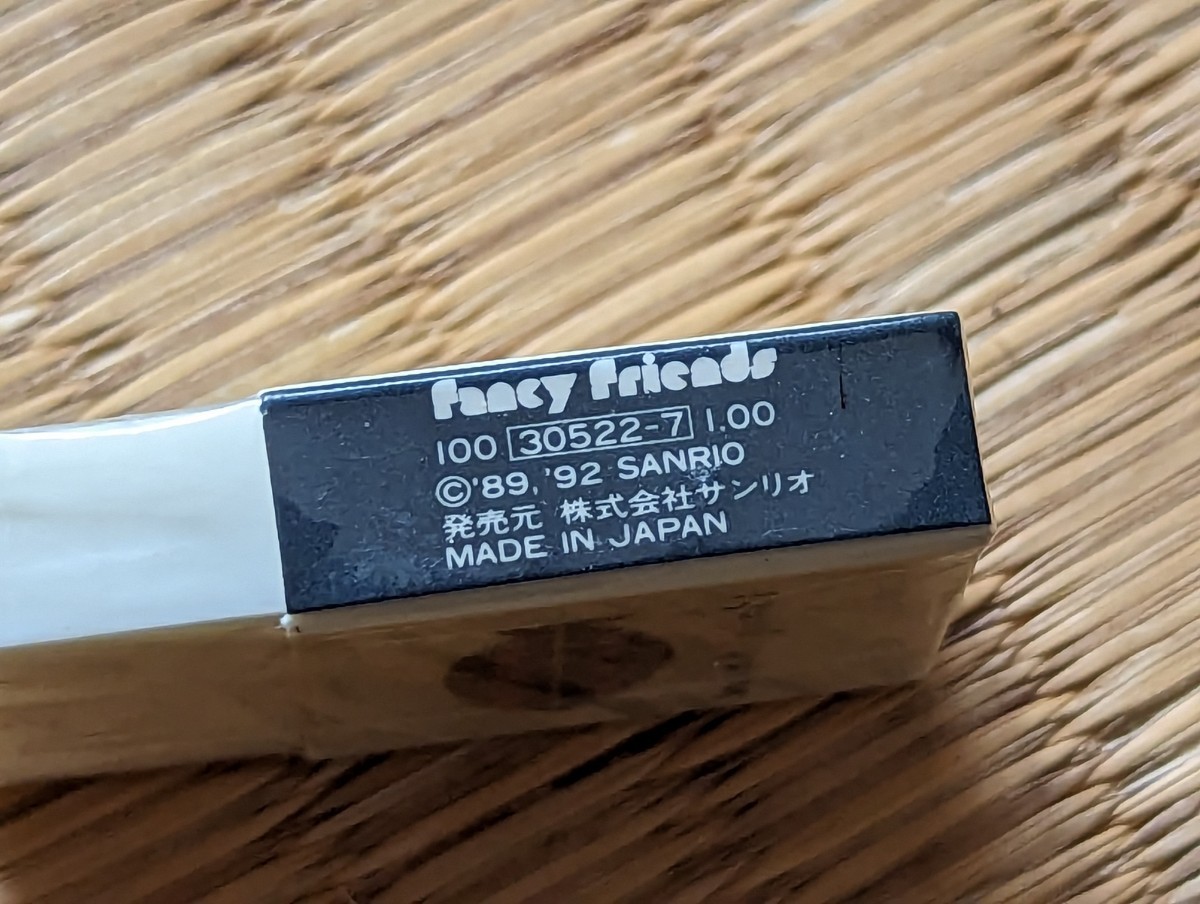 Fancy Friends
100 30522-7 1.00
©'89,'92 SANRIO
発売元 株式会社サンリオ
MADE IN JAPAN